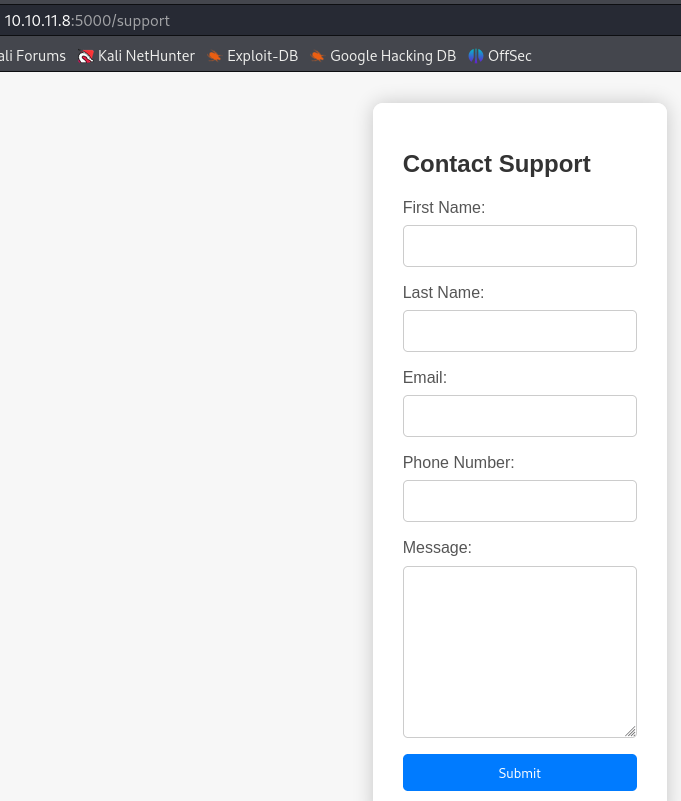 10.10.11.8:5000/support
ali Forums Kali NetHunter Exploit-DB Google Hacking DB OffSec
Contact Support
First Name:
Last Name:
Email:
Phone Number:
Message:
Submit